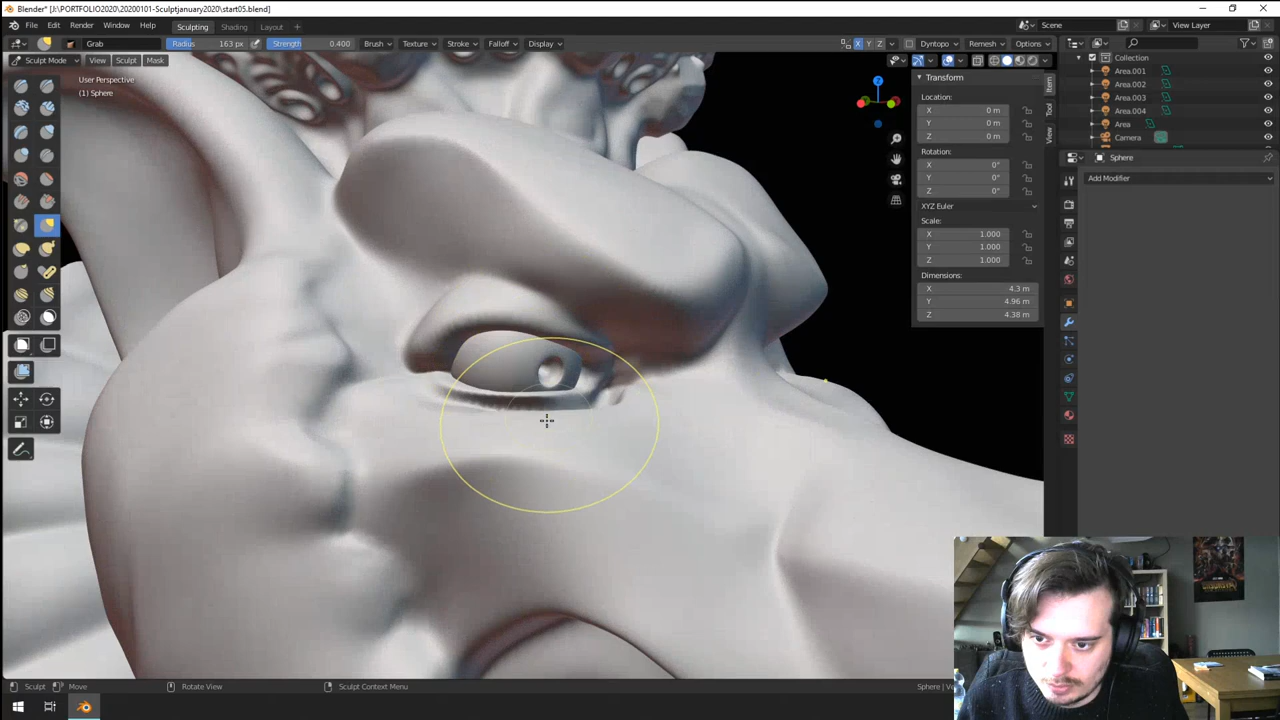 Blender* [J:\PORTFOLIO2020\20200101-Sculptjanuary2020\start05.blend]
File Edit Render Window Help Sculpting Shading Layout Scene View Layer
Grab Radius 163 px Strength 0.400 Brush Texture Stroke Falloff Display X Y Z Dyntopo Remesh Options
Sculpt Mode View Sculpt Mask
User Perspective
(1) Sphere
Transform
Location:
X 0 m
Y 0 m
Z 0 m
Rotation:
X 0°
Y 0°
Z 0°
XYZ Euler
Scale:
X 1.000
Y 1.000
Z 1.000
Dimensions:
X 4.3 m
Y 4.96 m
Z 4.38 m
Item
Tool
View
Collection
Area.001
Area.002
Area.003
Area.004
Area
Camera
Sphere
Add Modifier
Sculpt Move Rotate View Sculpt Context Menu Sphere